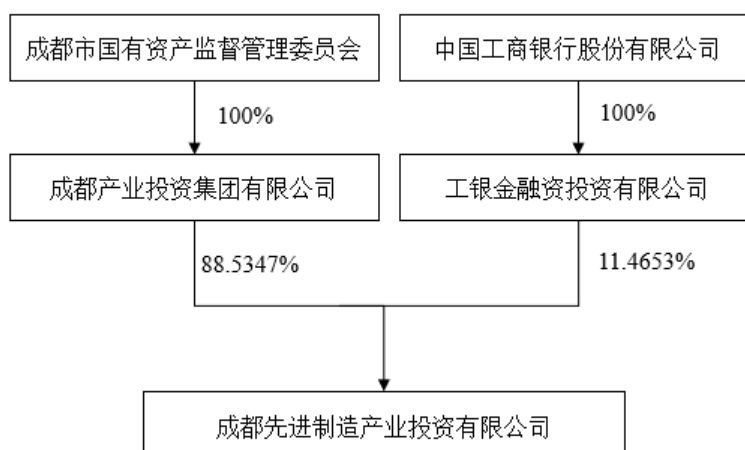 成都市国有资产监督管理委员会
中国工商银行股份有限公司
100%
100%
成都产业投资集团有限公司
工银金融资投资有限公司
88.5347%
11.4653%
成都先进制造产业投资有限公司